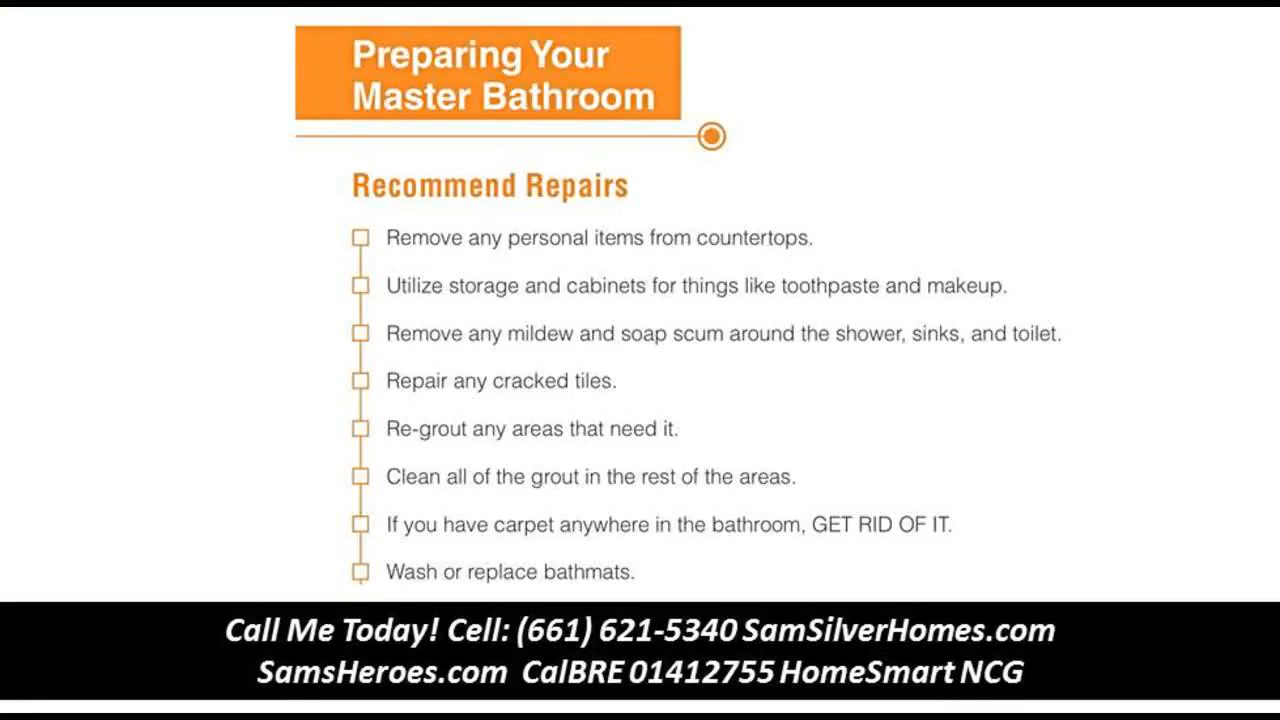 Preparing Your
Master Bathroom
Recommend Repairs
Remove any personal items from countertops.
Utilize storage and cabinets for things like toothpaste and makeup.
Remove any mildew and soap scum around the shower, sinks, and toilet.
Repair any cracked tiles.
Re-grout any areas that need it.
Clean all of the grout in the rest of the areas.
If you have carpet anywhere in the bathroom, GET RID OF IT.
Wash or replace bathmats.
Call Me Today! Cell: (661) 621-5340 SamSilverHomes.com
SamsHeroes.com CalBRE 01412755 HomeSmart NCG